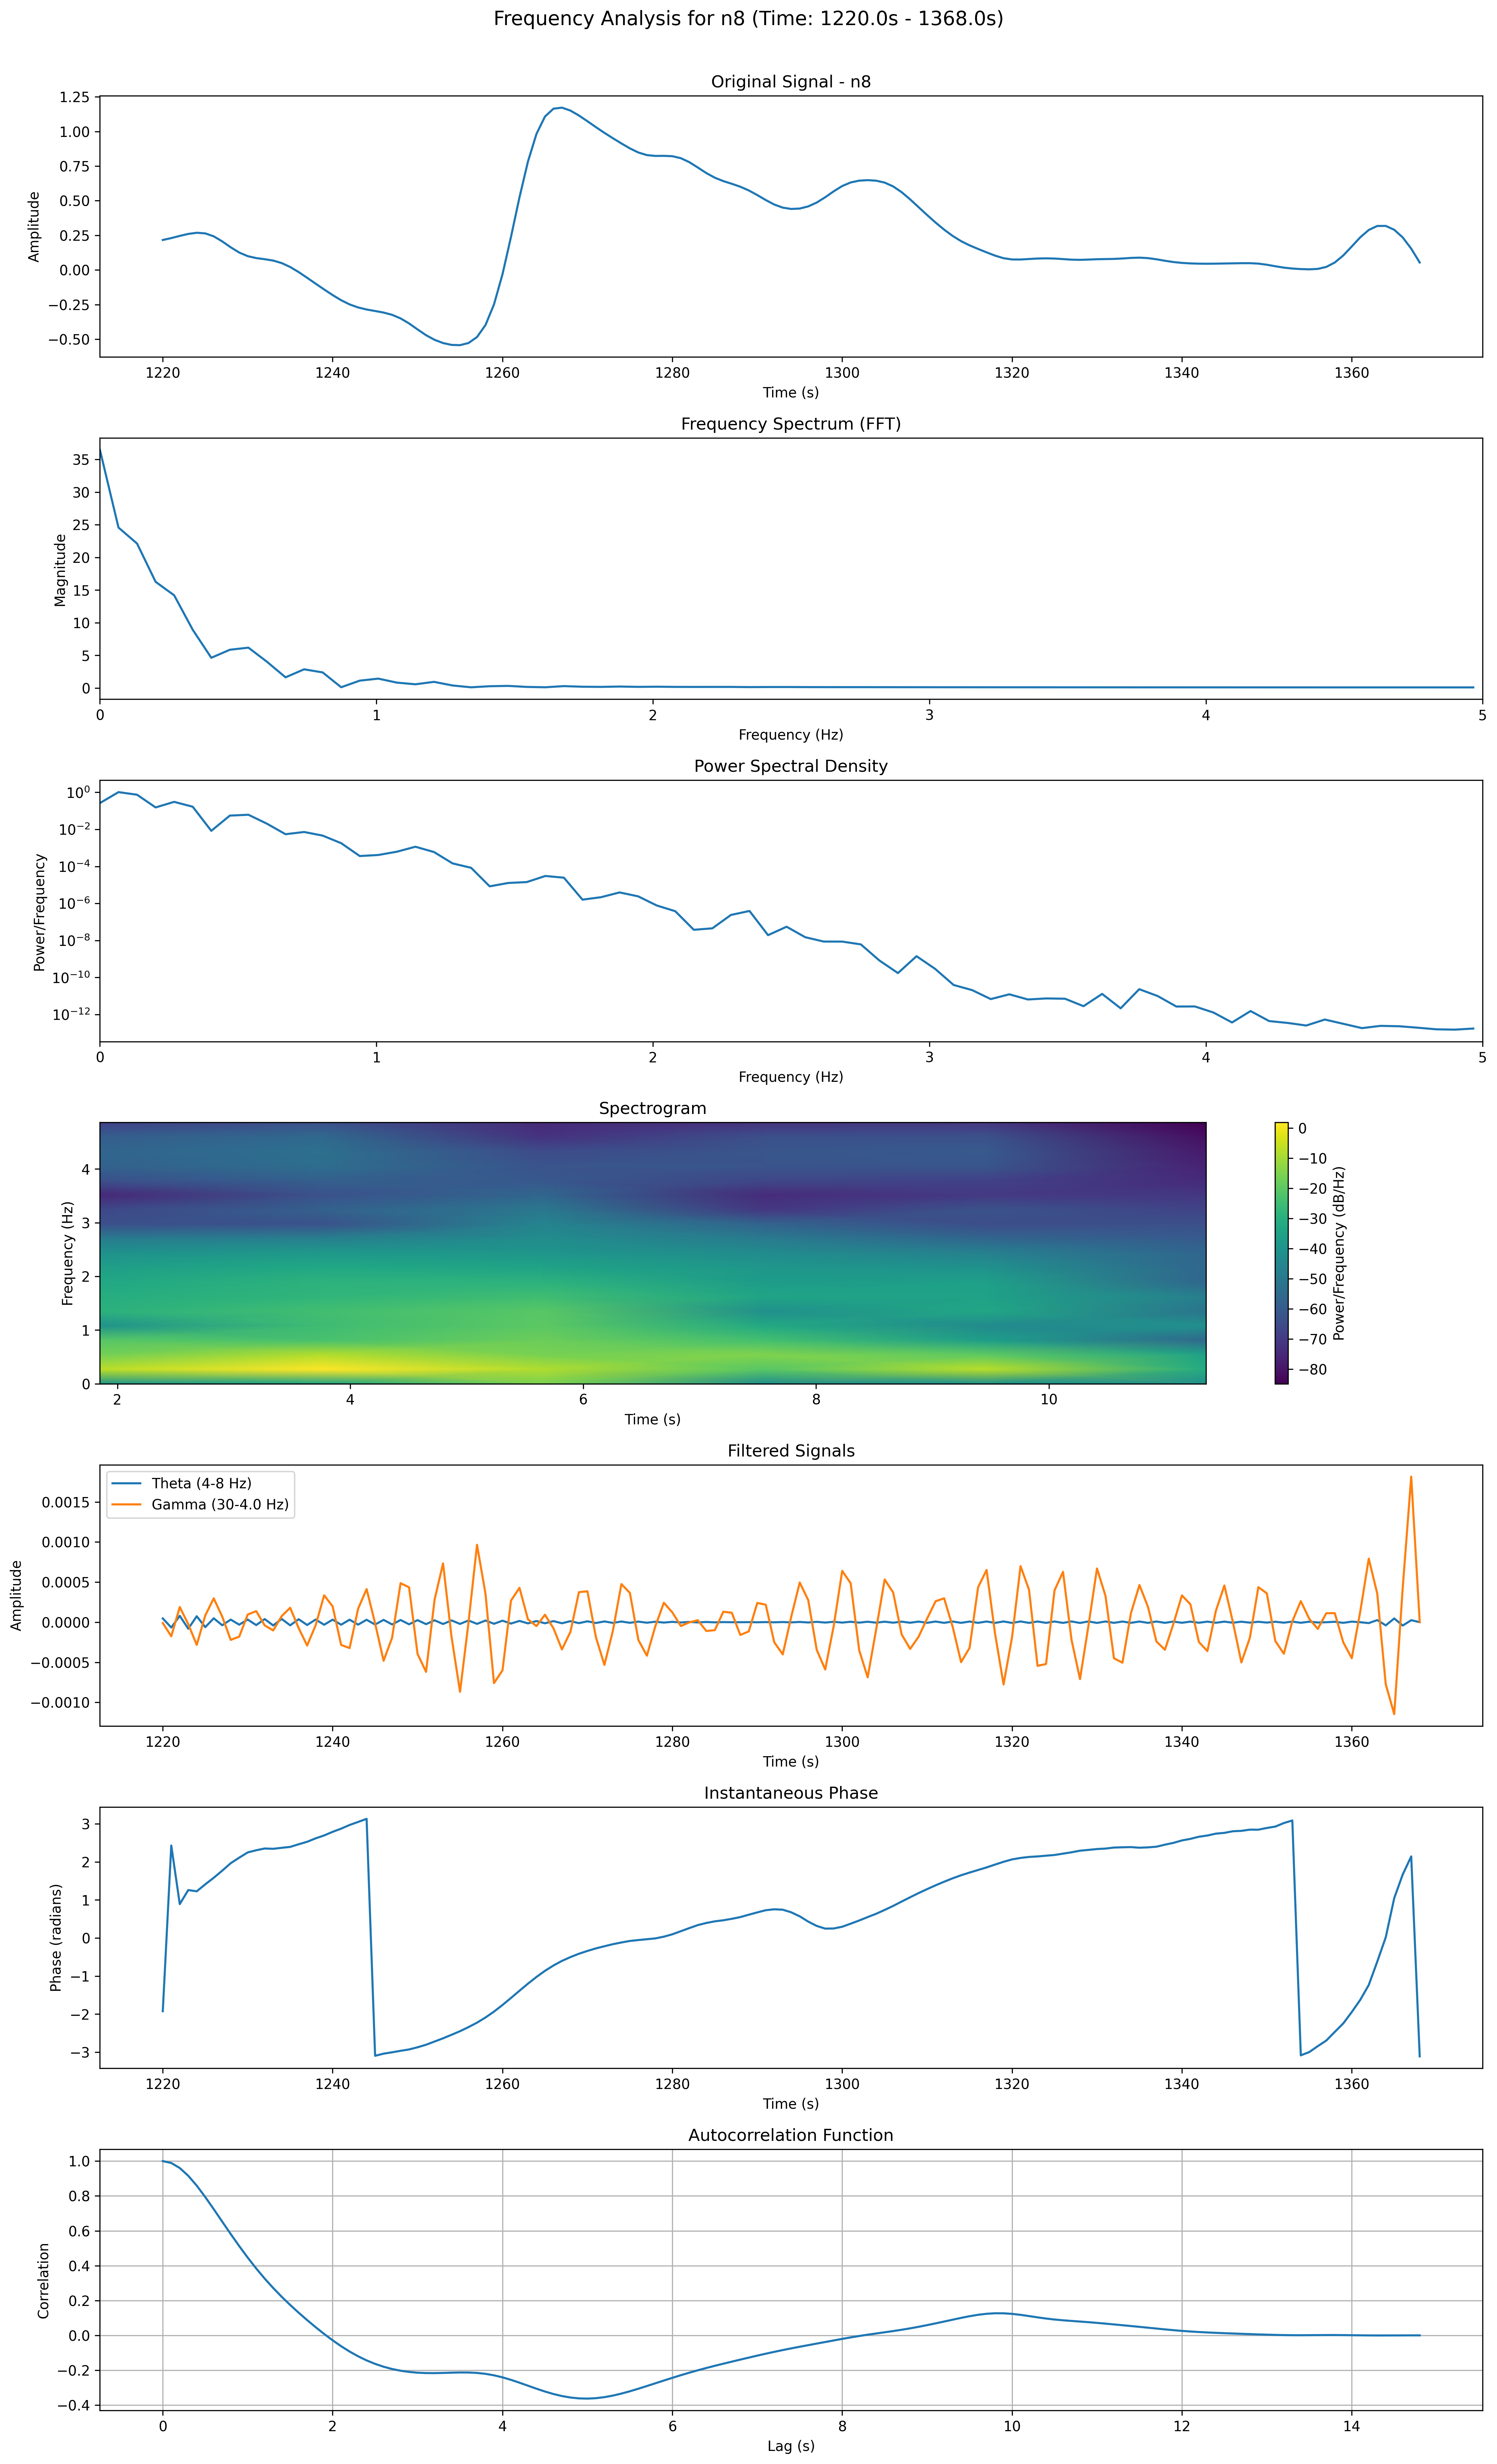 Frequency Analysis for n8 (Time: 1220.0s - 1368.0s)
Original Signal - n8
Amplitude
1.25
1.00
0.75
0.50
0.25
0.00
−0.25
−0.50
1220 1240 1260 1280 1300 1320 1340 1360
Time (s)
Frequency Spectrum (FFT)
Magnitude
35
30
25
20
15
10
5
0
0 1 2 3 4 5
Frequency (Hz)
Power Spectral Density
Power/Frequency
10⁰
10⁻²
10⁻⁴
10⁻⁶
10⁻⁸
10⁻¹⁰
10⁻¹²
0 1 2 3 4 5
Frequency (Hz)
Spectrogram
Frequency (Hz)
4
3
2
1
0
2 4 6 8 10
Time (s)
0
−10
−20
−30
−40
−50
−60
−70
−80
Power/Frequency (dB/Hz)
Filtered Signals
Theta (4-8 Hz)
Gamma (30-4.0 Hz)
Amplitude
0.0015
0.0010
0.0005
0.0000
−0.0005
−0.0010
1220 1240 1260 1280 1300 1320 1340 1360
Time (s)
Instantaneous Phase
Phase (radians)
3
2
1
0
−1
−2
−3
1220 1240 1260 1280 1300 1320 1340 1360
Time (s)
Autocorrelation Function
Correlation
1.0
0.8
0.6
0.4
0.2
0.0
−0.2
−0.4
0 2 4 6 8 10 12 14
Lag (s)